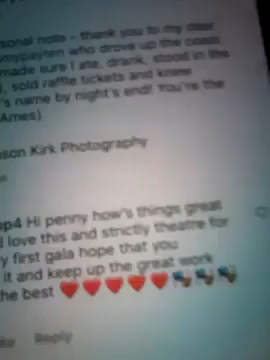 sonal note - thank you to my dear
mypayten who drove up the coast
made sure I ate, drank, stood in the
, sold raffle tickets and knew
's name by night's end! You're the
Ames)
son Kirk Photography
np4 Hi penny how's things great
I love this and strictly theatre for
y first gala hope that you
it and keep up the great work
he best ❤️❤️❤️❤️❤️🎭🎭🎭
Reply